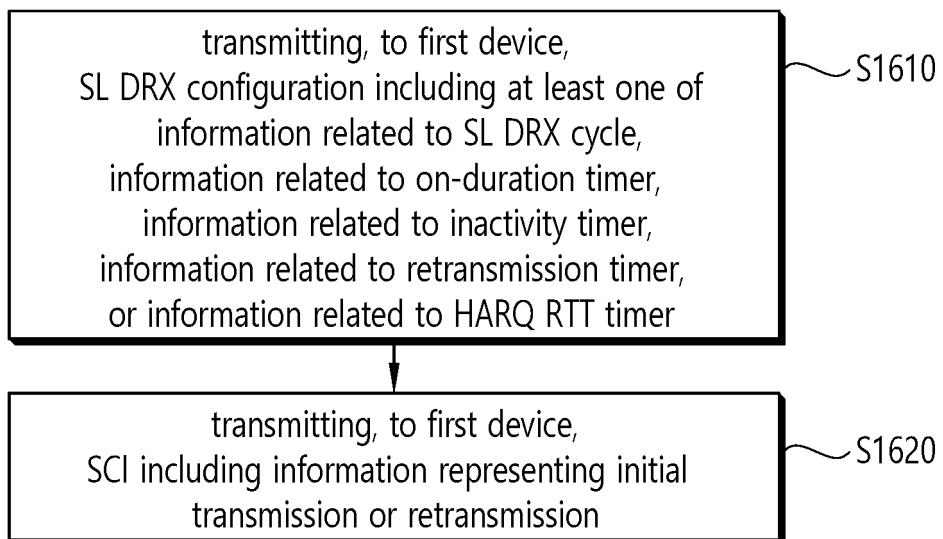 transmitting, to first device,
SL DRX configuration including at least one of
information related to SL DRX cycle,
information related to on-duration timer,
information related to inactivity timer,
information related to retransmission timer,
or information related to HARQ RTT timer
S1610
transmitting, to first device,
SCI including information representing initial
transmission or retransmission
S1620